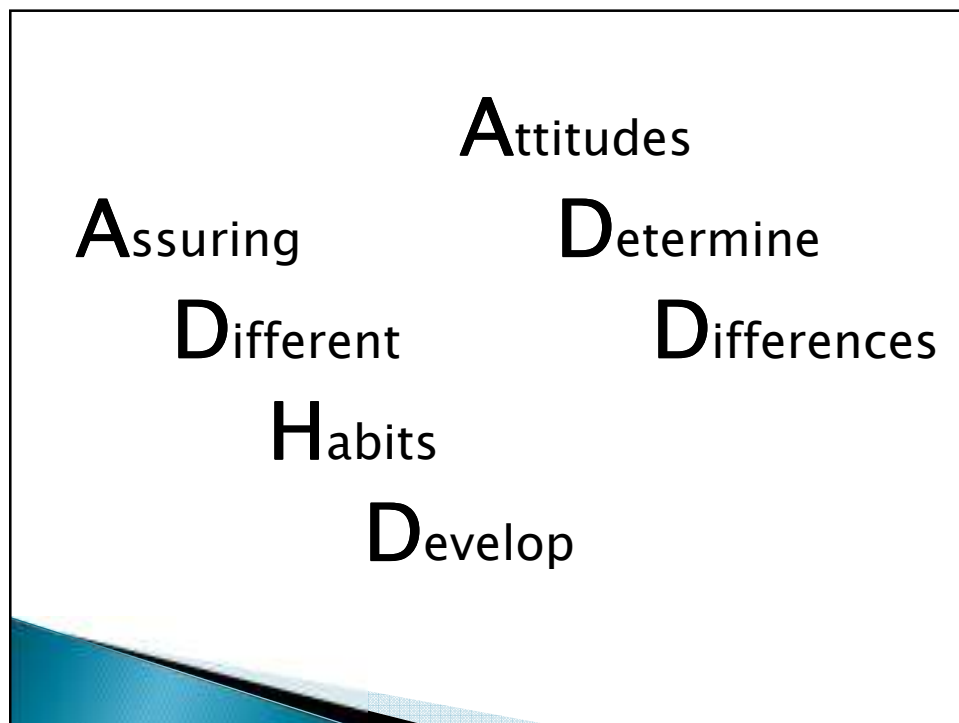 Attitudes
Assuring Determine
Different Differences
Habits
Develop